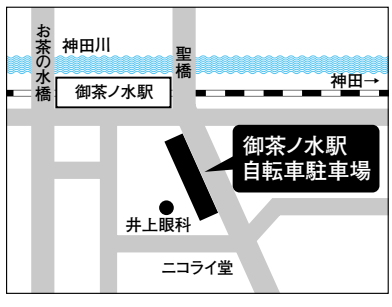 お茶の水橋
神田川
聖橋
神田→
御茶ノ水駅
御茶ノ水駅
自転車駐車場
井上眼科
ニコライ堂